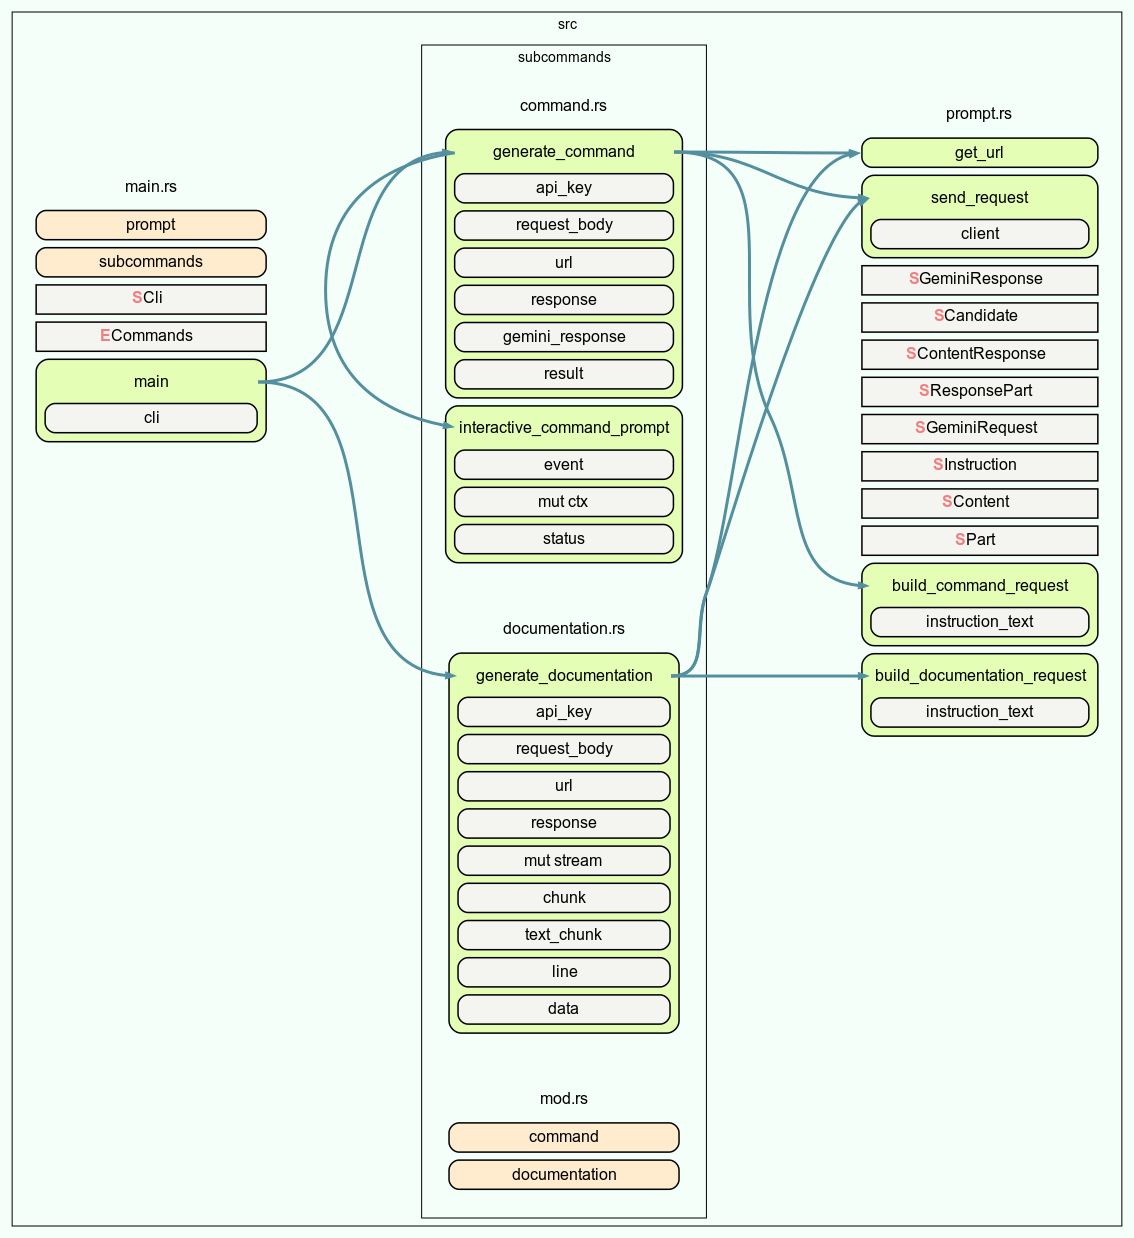 src
main.rs
prompt
subcommands
SCli
ECommands
main
cli
subcommands
command.rs
generate_command
api_key
request_body
url
response
gemini_response
result
interactive_command_prompt
event
mut ctx
status
documentation.rs
generate_documentation
api_key
request_body
url
response
mut stream
chunk
text_chunk
line
data
mod.rs
command
documentation
prompt.rs
get_url
send_request
client
SGeminiResponse
SCandidate
SContentResponse
SResponsePart
SGeminiRequest
SInstruction
SContent
SPart
build_command_request
instruction_text
build_documentation_request
instruction_text